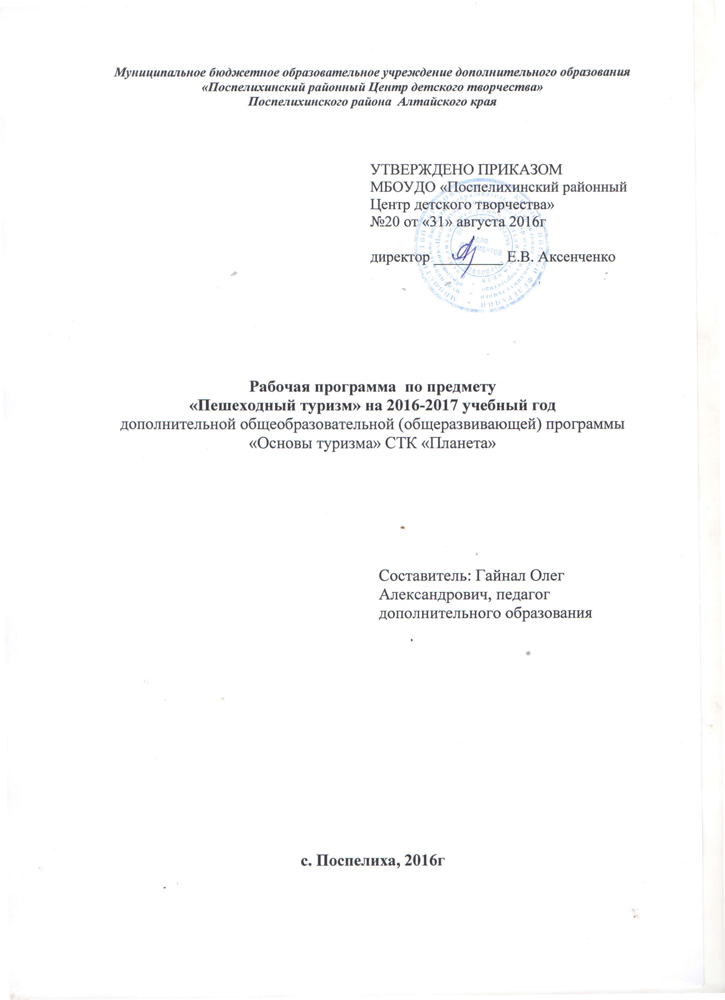 Муниципальное бюджетное образовательное учреждение дополнительного образования
«Поспелихинский районный Центр детского творчества»
Поспелихинского района Алтайского края
УТВЕРЖДЕНО ПРИКАЗОМ
МБОУДО «Поспелихинский районный
Центр детского творчества»
№20 от «31» августа 2016г
ДЛЯ
ДОКУМЕНТОВ
директор _________ Е.В. Аксенченко
Рабочая программа по предмету
«Пешеходный туризм» на 2016-2017 учебный год
дополнительной общеобразовательной (общеразвивающей) программы
«Основы туризма» СТК «Планета»
Составитель: Гайнал Олег
Александрович, педагог
дополнительного образования
с. Поспелиха, 2016г